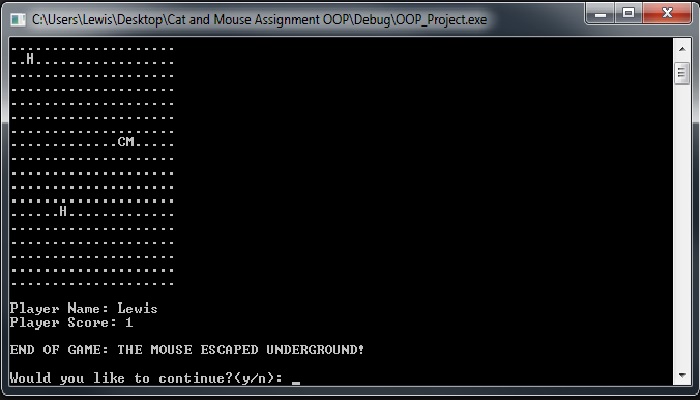 C:\Users\Lewis\Desktop\Cat and Mouse Assignment OOP\Debug\OOP_Project.exe
....................
..H.................
....................
....................
....................
....................
....................
.............CM.....
....................
....................
....................
....................
......H.............
....................
....................
....................
....................
....................
Player Name: Lewis
Player Score: 1
END OF GAME: THE MOUSE ESCAPED UNDERGROUND!
Would you like to continue?(y/n): _